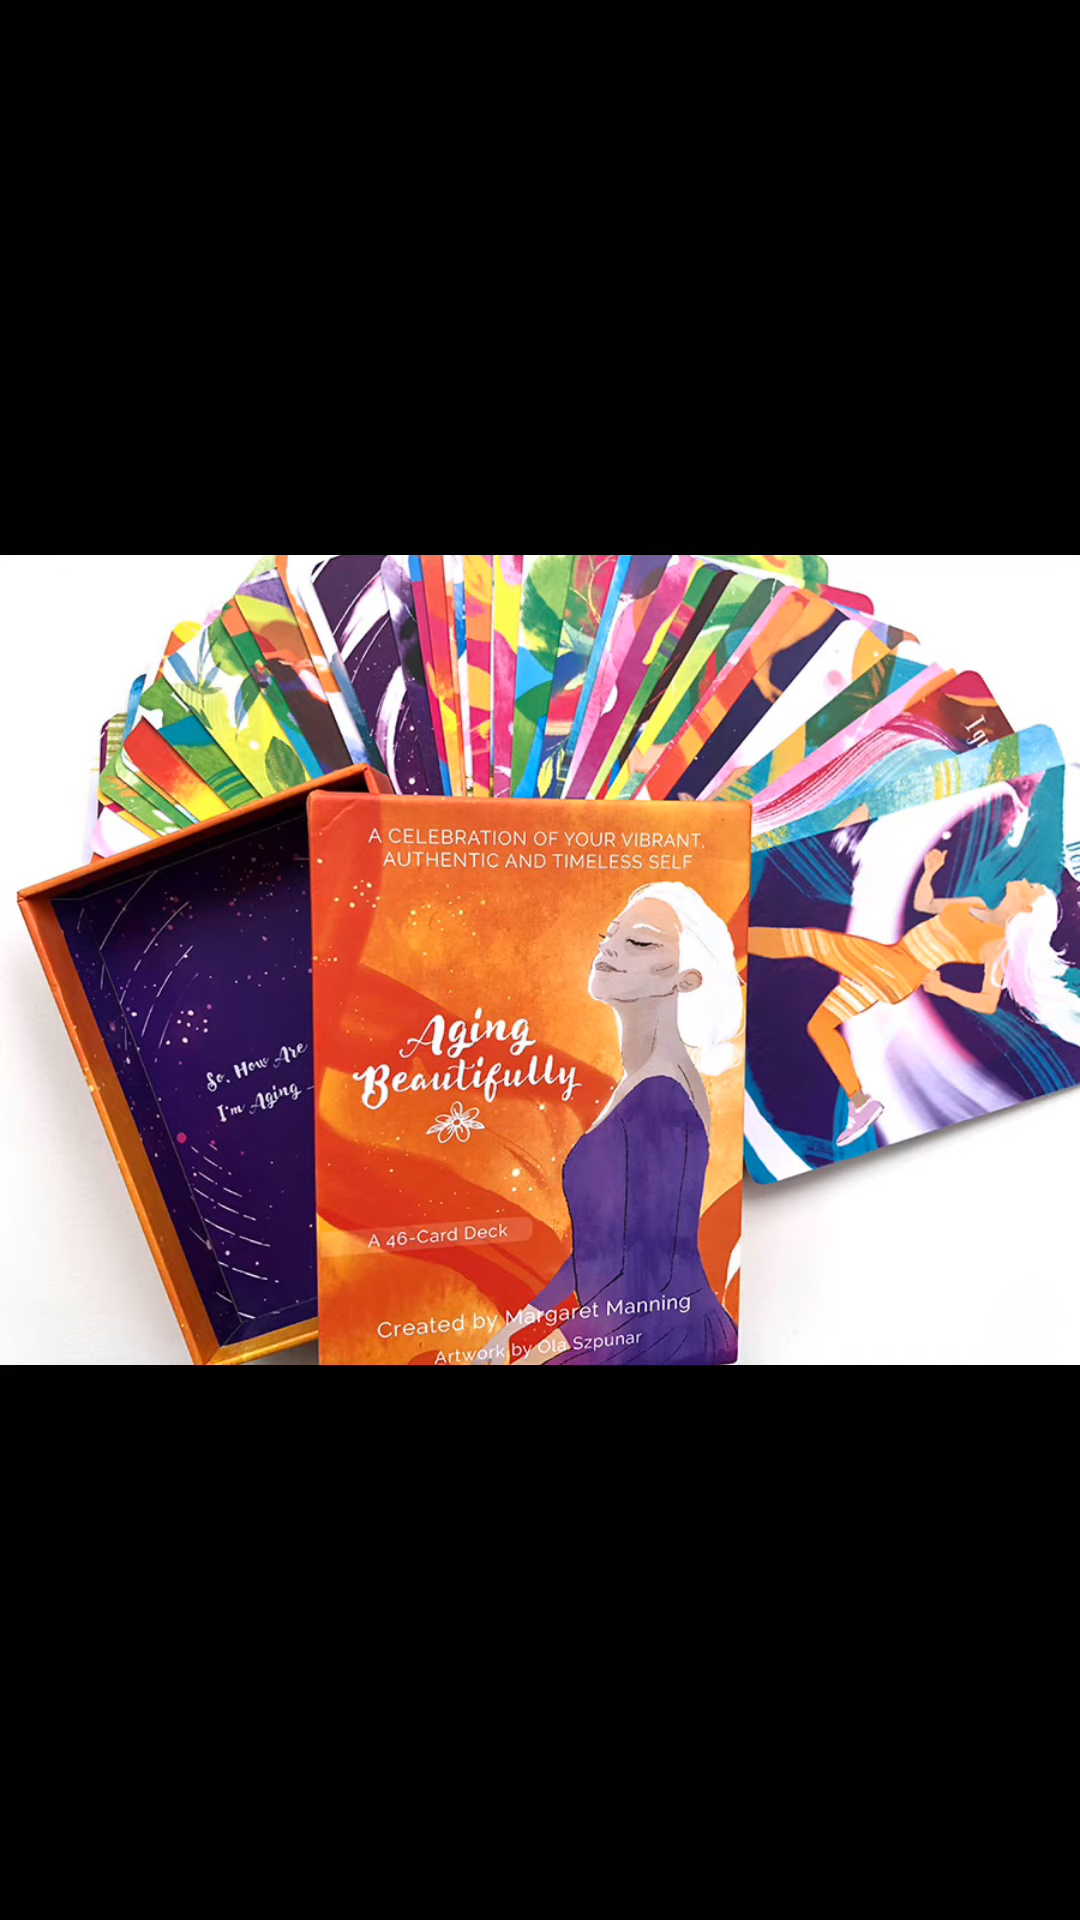 A CELEBRATION OF YOUR VIBRANT,
AUTHENTIC AND TIMELESS SELF
Aging
Beautifully
A 46-Card Deck
Created by Margaret Manning
Artwork by Ola Szpunar
So, How Are
I'm Aging
I